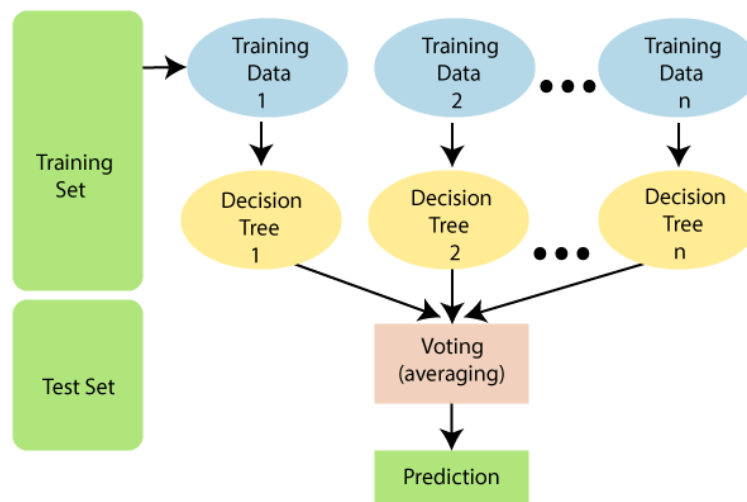 Training
Set
Test Set
Training
Data
1
Training
Data
2
Training
Data
n
Decision
Tree
1
Decision
Tree
2
Decision
Tree
n
Voting
(averaging)
Prediction